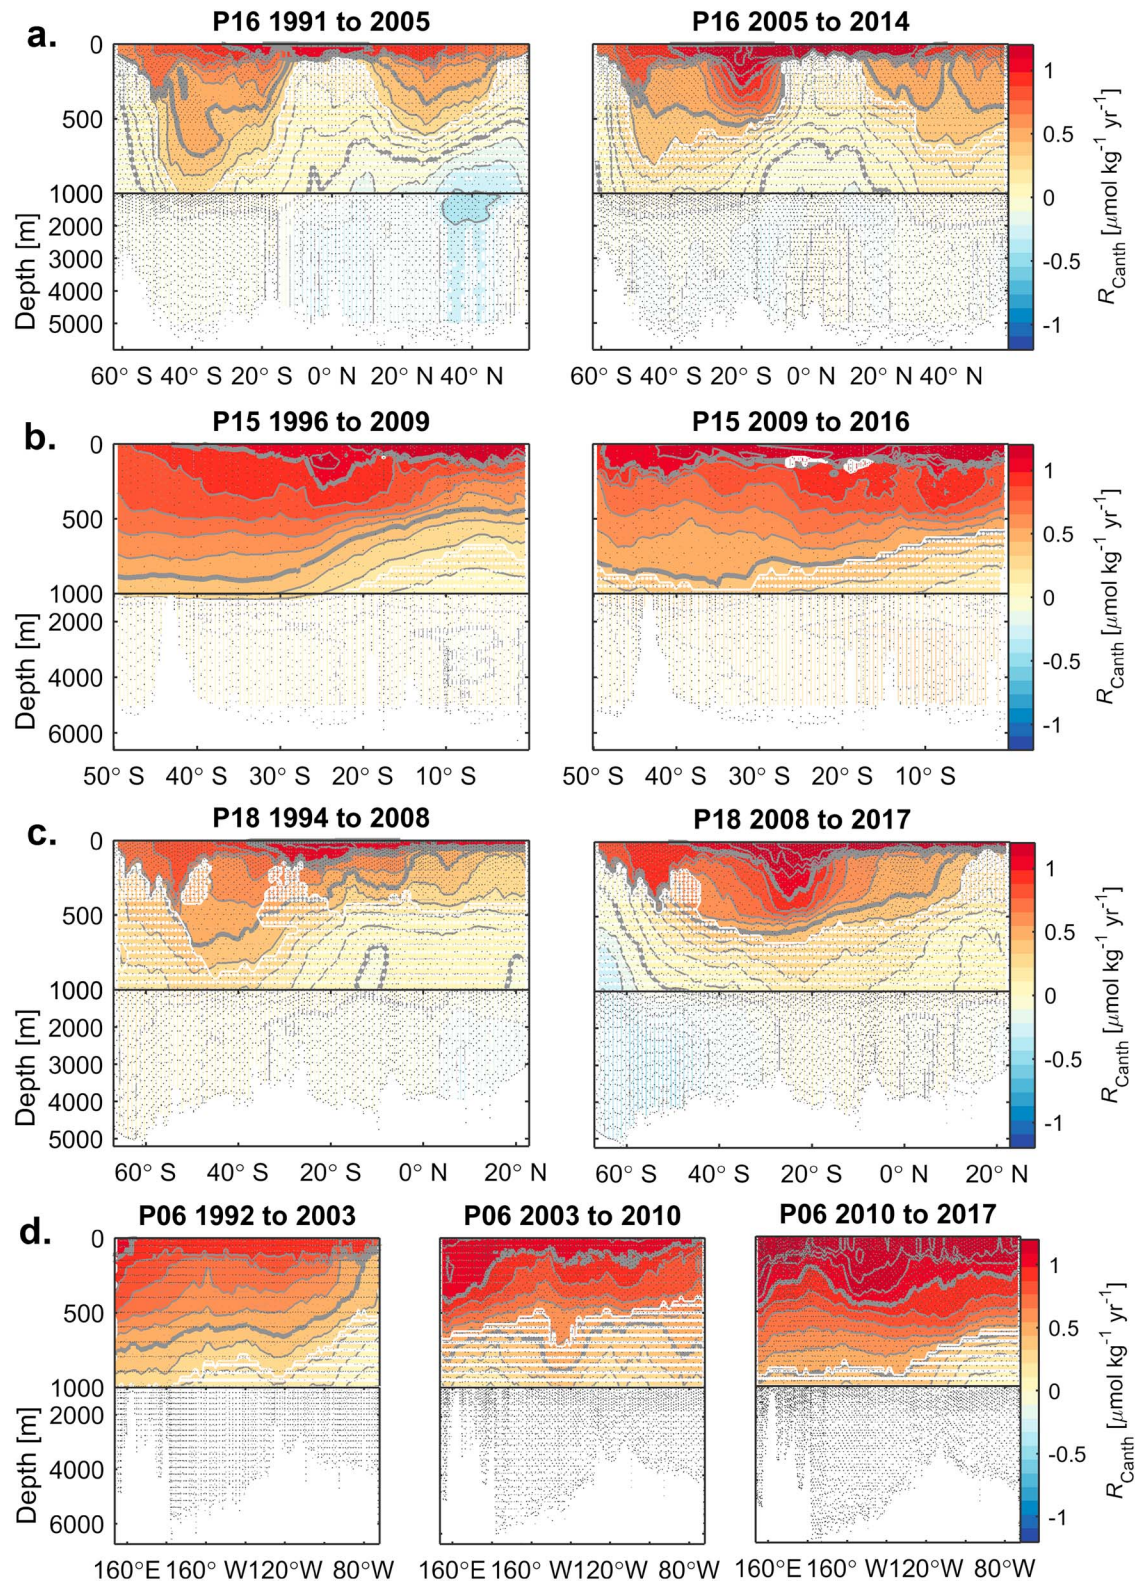 a.
P16 1991 to 2005
P16 2005 to 2014
0
500
1000
2000
3000
4000
5000
Depth [m]
60° S 40° S 20° S 0° N 20° N 40° N
60° S 40° S 20° S 0° N 20° N 40° N
1
0.5
0
-0.5
-1
R_Canth [μmol kg⁻¹ yr⁻¹]
b.
P15 1996 to 2009
P15 2009 to 2016
0
500
1000
2000
4000
6000
Depth [m]
50° S 40° S 30° S 20° S 10° S
50° S 40° S 30° S 20° S 10° S
1
0.5
0
-0.5
-1
R_Canth [μmol kg⁻¹ yr⁻¹]
c.
P18 1994 to 2008
P18 2008 to 2017
0
500
1000
2000
3000
4000
5000
Depth [m]
60° S 40° S 20° S 0° N 20° N
60° S 40° S 20° S 0° N 20° N
1
0.5
0
-0.5
-1
R_Canth [μmol kg⁻¹ yr⁻¹]
d.
P06 1992 to 2003
P06 2003 to 2010
P06 2010 to 2017
0
500
1000
2000
4000
6000
Depth [m]
160°E 160° W 120°W 80°W
160°E 160° W 120°W 80°W
160°E 160° W 120°W 80°W
1
0.5
0
-0.5
-1
R_Canth [μmol kg⁻¹ yr⁻¹]